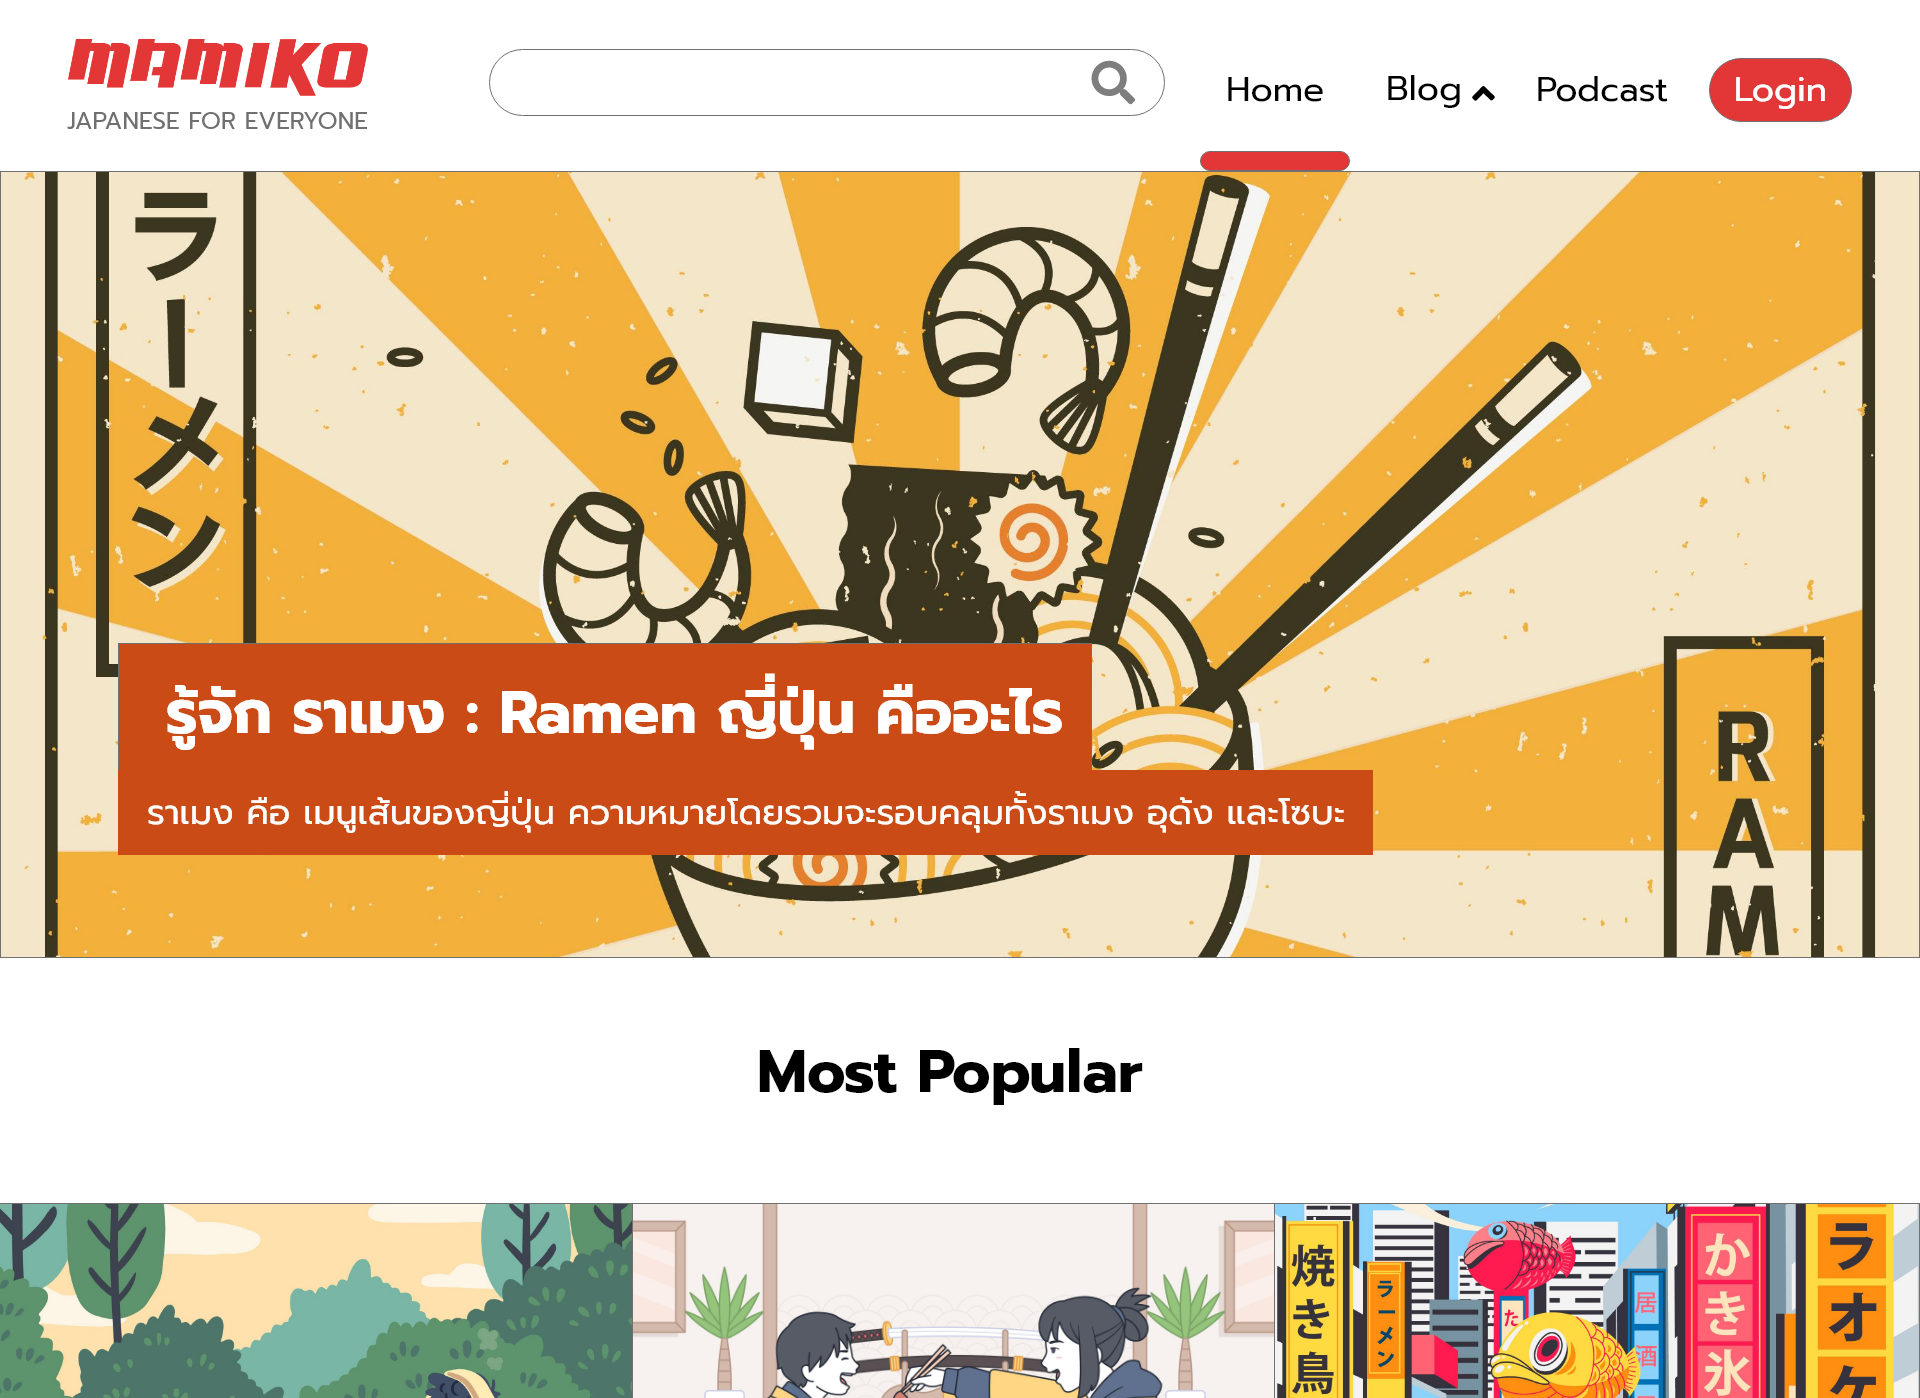 MAMIKO
JAPANESE FOR EVERYONE
Home
Blog
Podcast
Login
ラーメン
รู้จัก ราเมง : Ramen ญี่ปุ่น คืออะไร
ราเมง คือ เมนูเส้นของญี่ปุ่น ความหมายโดยรวมจะรอบคลุมทั้งราเมง อุด้ง และโซบะ
RAM
Most Popular
焼き鳥
ラーメン
た
居酒
かき氷
ラオケ